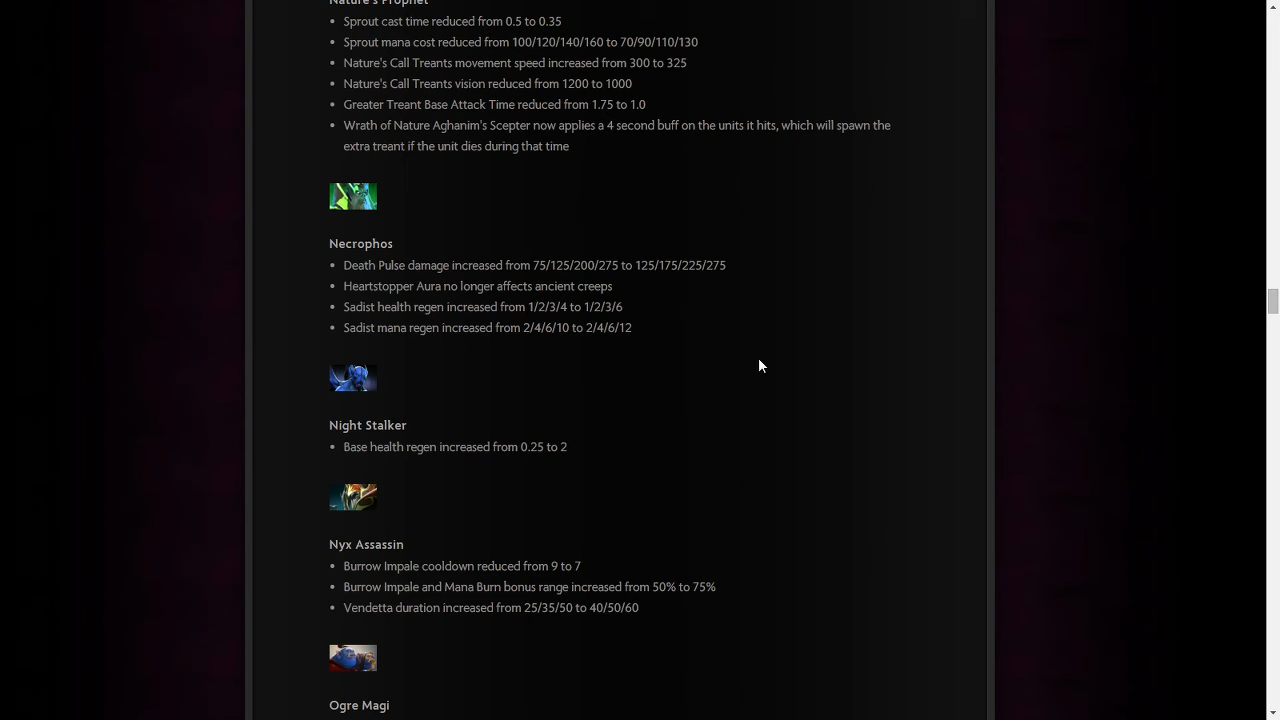 Nature's Prophet
Sprout cast time reduced from 0.5 to 0.35
Sprout mana cost reduced from 100/120/140/160 to 70/90/110/130
Nature's Call Treants movement speed increased from 300 to 325
Nature's Call Treants vision reduced from 1200 to 1000
Greater Treant Base Attack Time reduced from 1.75 to 1.0
Wrath of Nature Aghanim's Scepter now applies a 4 second buff on the units it hits, which will spawn the
extra treant if the unit dies during that time
Necrophos
Death Pulse damage increased from 75/125/200/275 to 125/175/225/275
Heartstopper Aura no longer affects ancient creeps
Sadist health regen increased from 1/2/3/4 to 1/2/3/6
Sadist mana regen increased from 2/4/6/10 to 2/4/6/12
Night Stalker
Base health regen increased from 0.25 to 2
Nyx Assassin
Burrow Impale cooldown reduced from 9 to 7
Burrow Impale and Mana Burn bonus range increased from 50% to 75%
Vendetta duration increased from 25/35/50 to 40/50/60
Ogre Magi